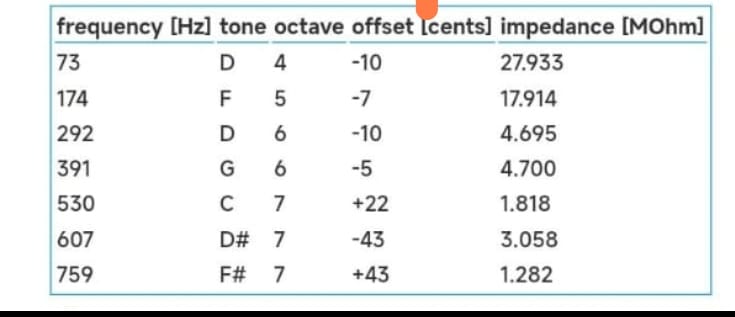 frequency [Hz] tone octave offset [cents] impedance [MOhm]
73 D 4 -10 27.933
174 F 5 -7 17.914
292 D 6 -10 4.695
391 G 6 -5 4.700
530 C 7 +22 1.818
607 D# 7 -43 3.058
759 F# 7 +43 1.282